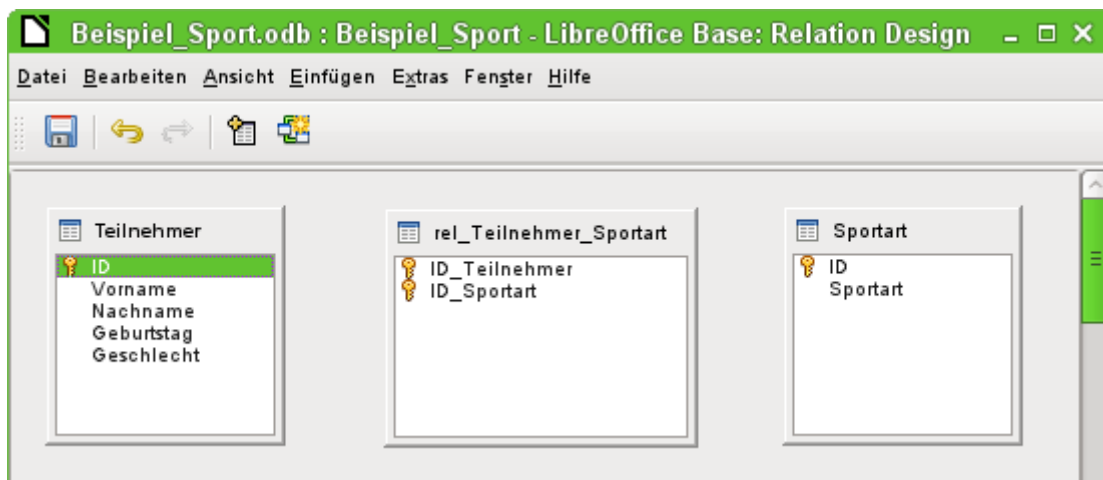 Beispiel_Sport.odb : Beispiel_Sport - LibreOffice Base: Relation Design
Datei Bearbeiten Ansicht Einfügen Extras Fenster Hilfe
Teilnehmer
ID
Vorname
Nachname
Geburtstag
Geschlecht
rel_Teilnehmer_Sportart
ID_Teilnehmer
ID_Sportart
Sportart
ID
Sportart